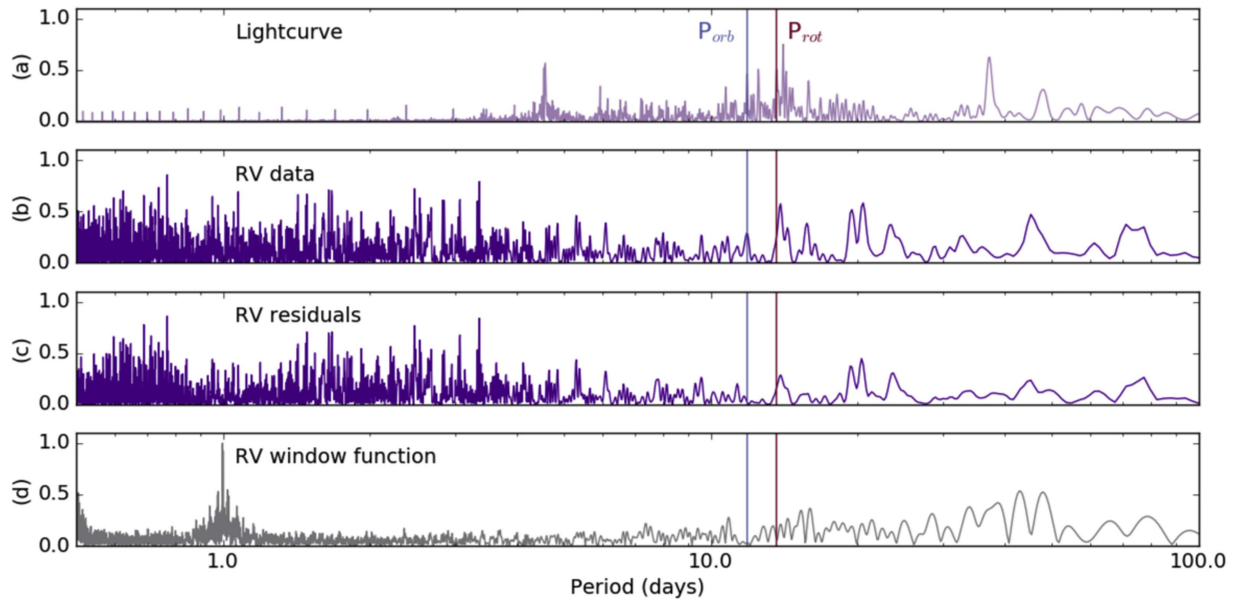 1.0
Lightcurve
P_orb
P_rot
(a)
0.5
0.0
1.0
RV data
(b)
0.5
0.0
1.0
RV residuals
(c)
0.5
0.0
1.0
RV window function
(d)
0.5
0.0
1.0 10.0 100.0
Period (days)